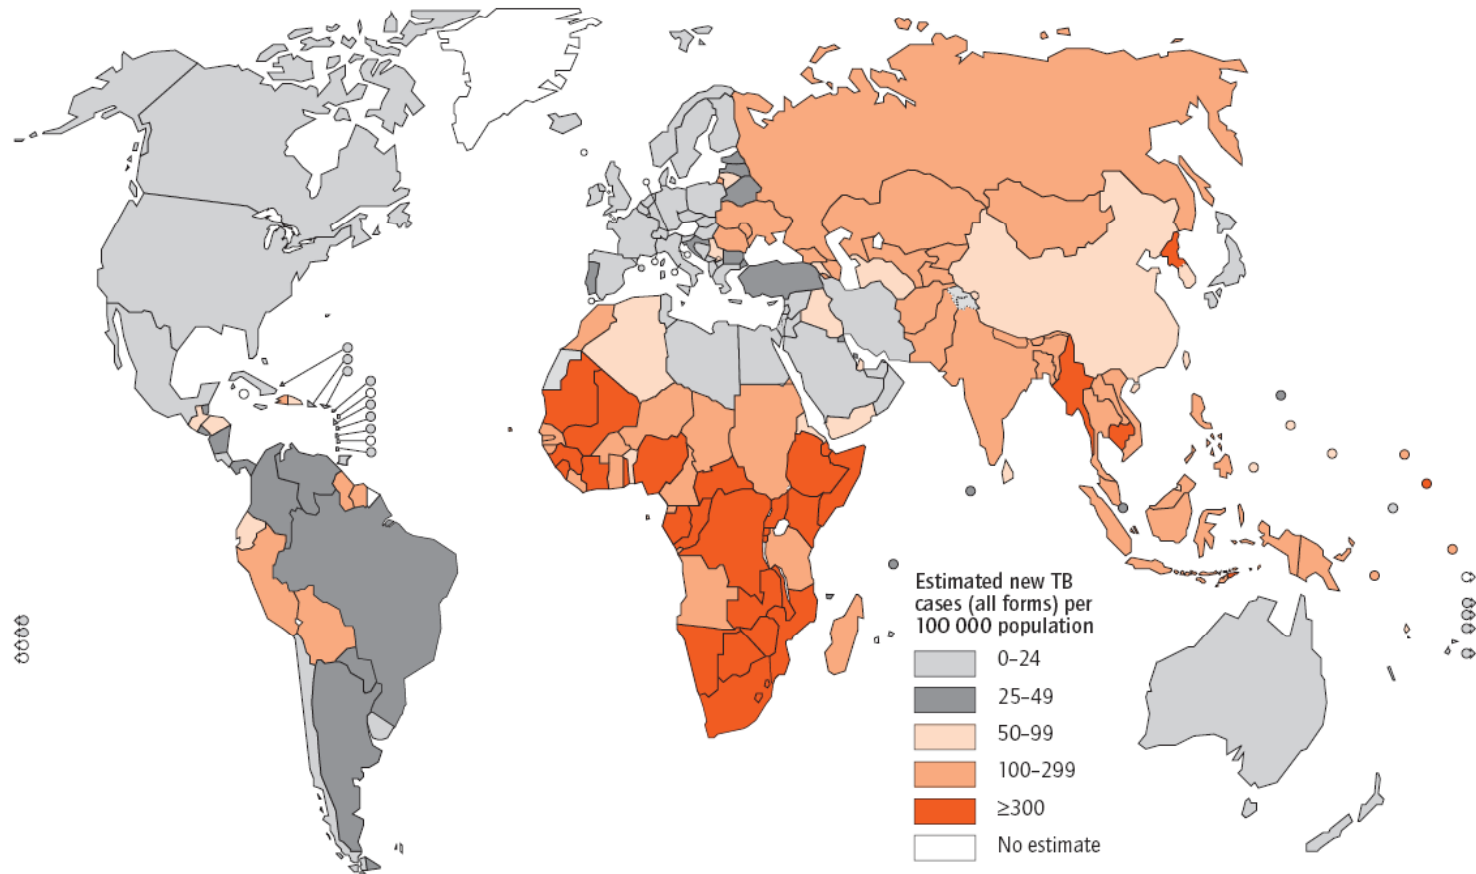 Estimated new TB
cases (all forms) per
100 000 population
0–24
25–49
50–99
100–299
≥300
No estimate